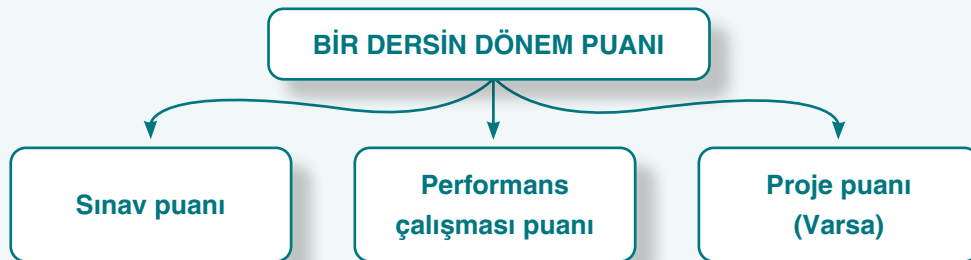 BİR DERSİN DÖNEM PUANI
Sınav puanı
Performans
çalışması puanı
Proje puanı
(Varsa)